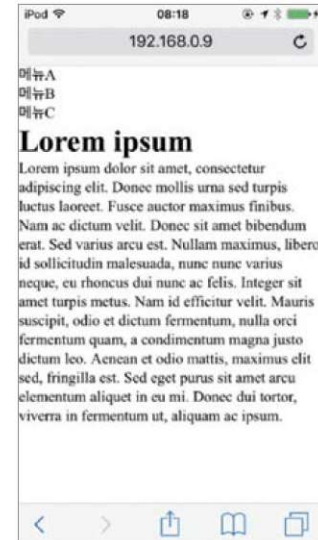 iPod 08:18
192.168.0.9
메뉴A
메뉴B
메뉴C
Lorem ipsum
Lorem ipsum dolor sit amet, consectetur
adipiscing elit. Donec mollis urna sed turpis
luctus laoreet. Fusce auctor maximus finibus.
Nam ac dictum velit. Donec sit amet bibendum
erat. Sed varius arcu est. Nullam maximus, libero
id sollicitudin malesuada, nunc nunc varius
neque, eu rhoncus dui nunc ac felis. Integer sit
amet turpis metus. Nam id efficitur velit. Mauris
suscipit, odio et dictum fermentum, nulla orci
fermentum quam, a condimentum magna justo
dictum leo. Aenean et odio mattis, maximus elit
sed, fringilla est. Sed eget purus sit amet arcu
elementum aliquet in eu mi. Donec dui tortor,
viverra in fermentum ut, aliquam ac ipsum.